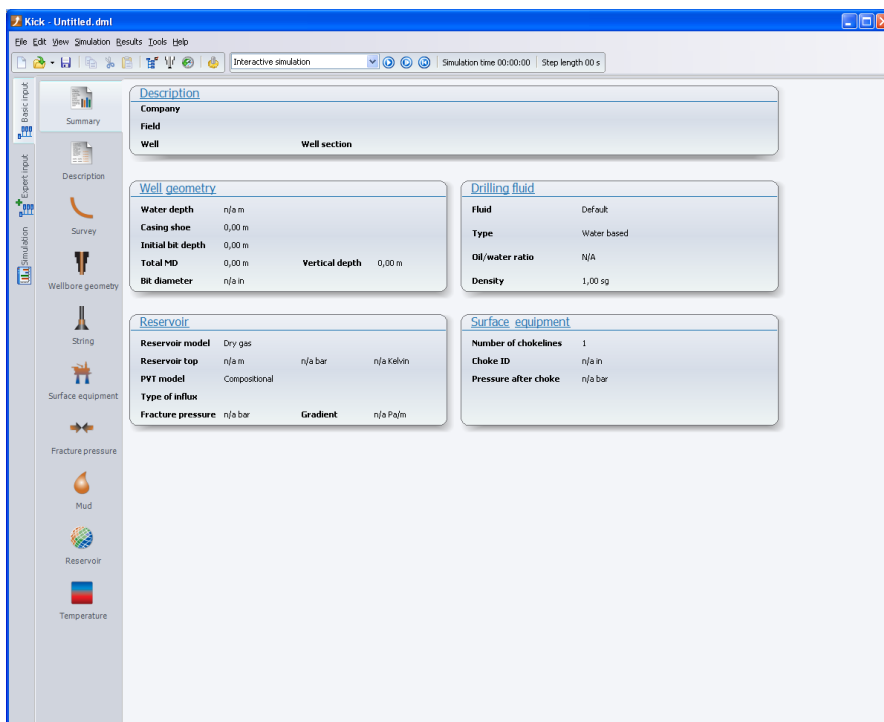 Kick - Untitled.dml
File Edit View Simulation Results Tools Help
Interactive simulation Simulation time 00:00:00 Step length 00 s
Basic input
Expert input
Simulation
Summary
Description
Survey
Wellbore geometry
String
Surface equipment
Fracture pressure
Mud
Reservoir
Temperature
Description
Company
Field
Well Well section
Well geometry
Water depth n/a m
Casing shoe 0,00 m
Initial bit depth 0,00 m
Total MD 0,00 m Vertical depth 0,00 m
Bit diameter n/a in
Drilling fluid
Fluid Default
Type Water based
Oil/water ratio N/A
Density 1,00 sg
Reservoir
Reservoir model Dry gas
Reservoir top n/a m n/a bar n/a Kelvin
PVT model Compositional
Type of influx
Fracture pressure n/a bar Gradient n/a Pa/m
Surface equipment
Number of chokelines 1
Choke ID n/a in
Pressure after choke n/a bar